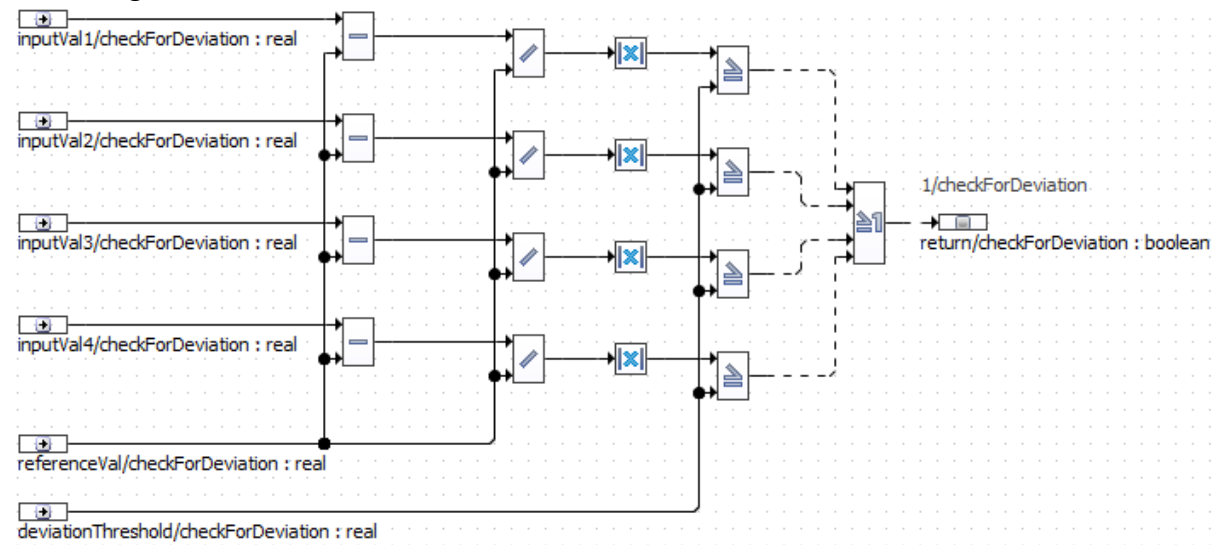 inputVal1/checkForDeviation : real
inputVal2/checkForDeviation : real
inputVal3/checkForDeviation : real
inputVal4/checkForDeviation : real
≥1
1/checkForDeviation
return/checkForDeviation : boolean
referenceVal/checkForDeviation : real
deviationThreshold/checkForDeviation : real